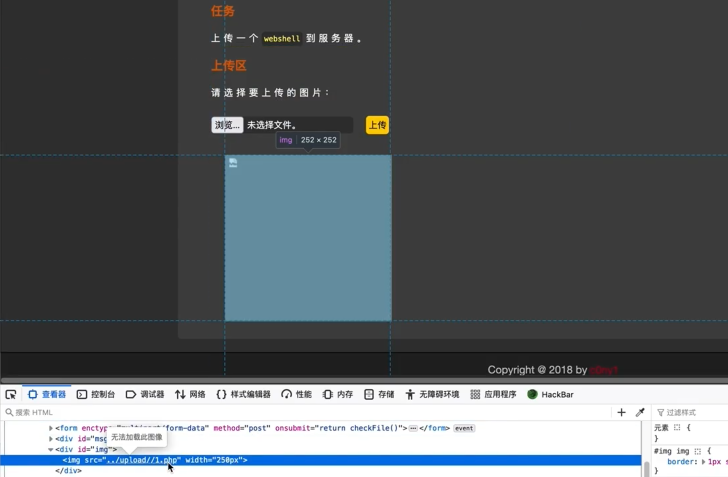 任务
上传一个 webshell 到服务器。
上传区
请选择要上传的图片：
浏览... 未选择文件。 上传
img 252 × 252
Copyright @ 2018 by c0ny1
查看器 控制台 调试器 网络 样式编辑器 性能 内存 存储 无障碍环境 应用程序 HackBar
搜索 HTML
过滤样式
<form enctype="multipart/form-data" method="post" onsubmit="return checkFile()"> </form> event
元素
<div id="msg
无法加载此图像
}
<div id="img">
#img img
<img src="../upload//1.php" width="250px">
border: 1px s
</div>
}